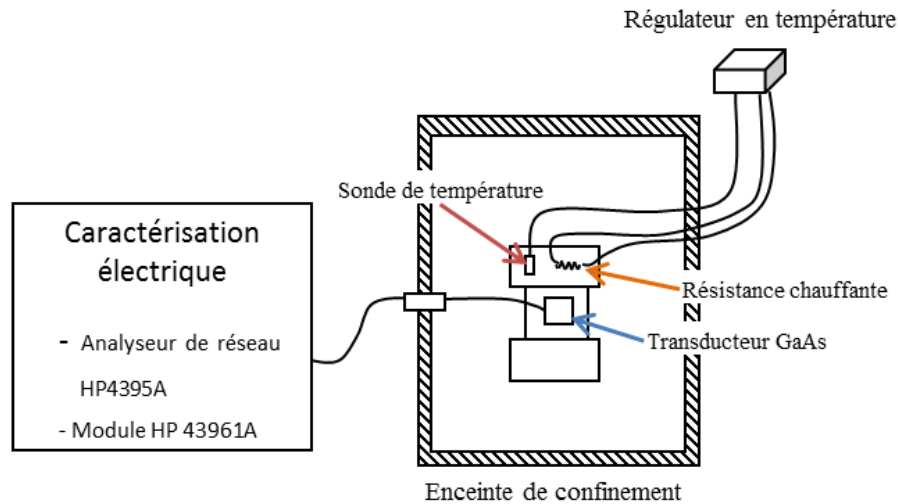 Régulateur en température
Sonde de température
Caractérisation
électrique
- Analyseur de réseau
HP4395A
- Module HP 43961A
Résistance chauffante
Transducteur GaAs
Enceinte de confinement